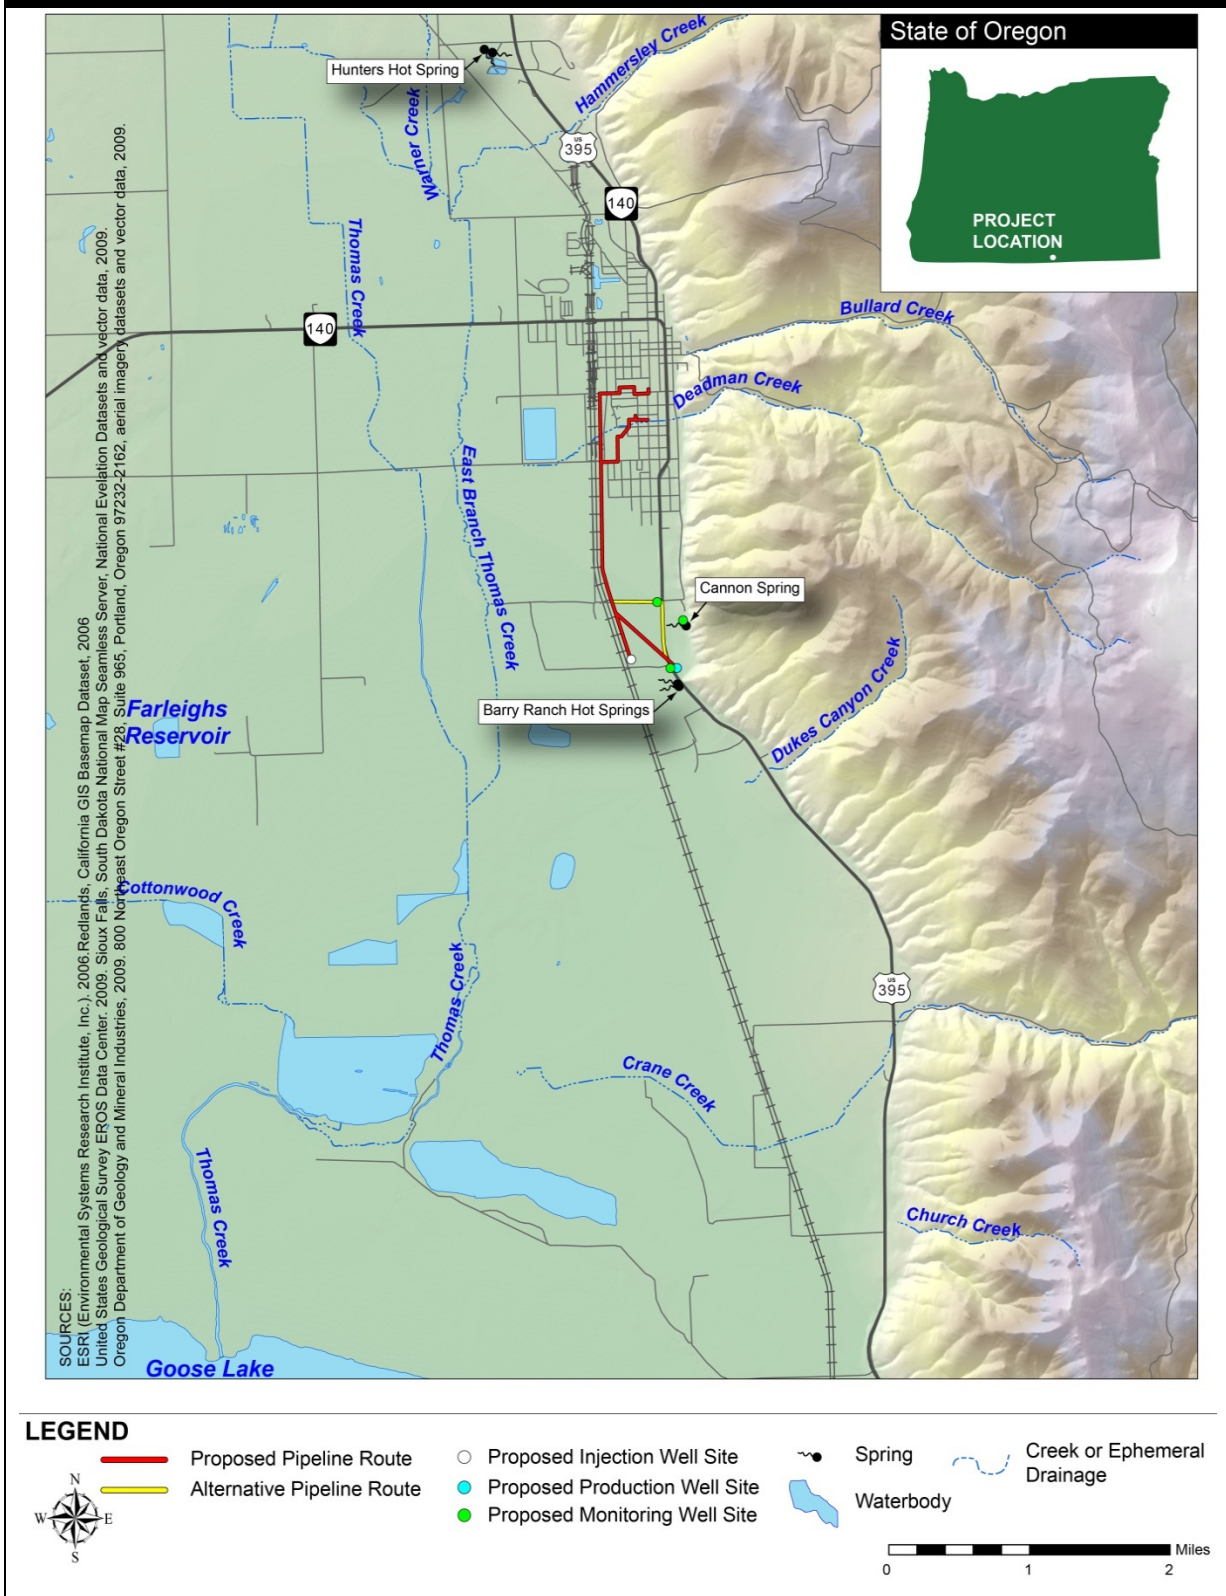 State of Oregon
PROJECT
LOCATION
Hunters Hot Spring
Hammersley Creek
Warner Creek
US
395
140
Thomas Creek
140
Bullard Creek
Deadman Creek
East Branch Thomas Creek
Cannon Spring
Barry Ranch Hot Springs
Dukes Canyon Creek
Farleighs
Reservoir
Cottonwood Creek
Thomas Creek
US
395
Crane Creek
Thomas Creek
Church Creek
Goose Lake
SOURCES:
ESRI (Environmental Systems Research Institute, Inc.). 2006.Redlands, California GIS Basemap Dataset, 2006
United States Geological Survey EROS Data Center. 2009. Sioux Falls, South Dakota National Map Seamless Server, National Evelation Datasets and vector data, 2009.
Oregon Department of Geology and Mineral Industries, 2009. 800 Northeast Oregon Street #28, Suite 965, Portland, Oregon 97232-2162, aerial imagery datasets and vector data, 2009.
LEGEND
Proposed Pipeline Route
Alternative Pipeline Route
Proposed Injection Well Site
Proposed Production Well Site
Proposed Monitoring Well Site
Spring
Waterbody
Creek or Ephemeral
Drainage
N
W E
S
Miles
0 1 2